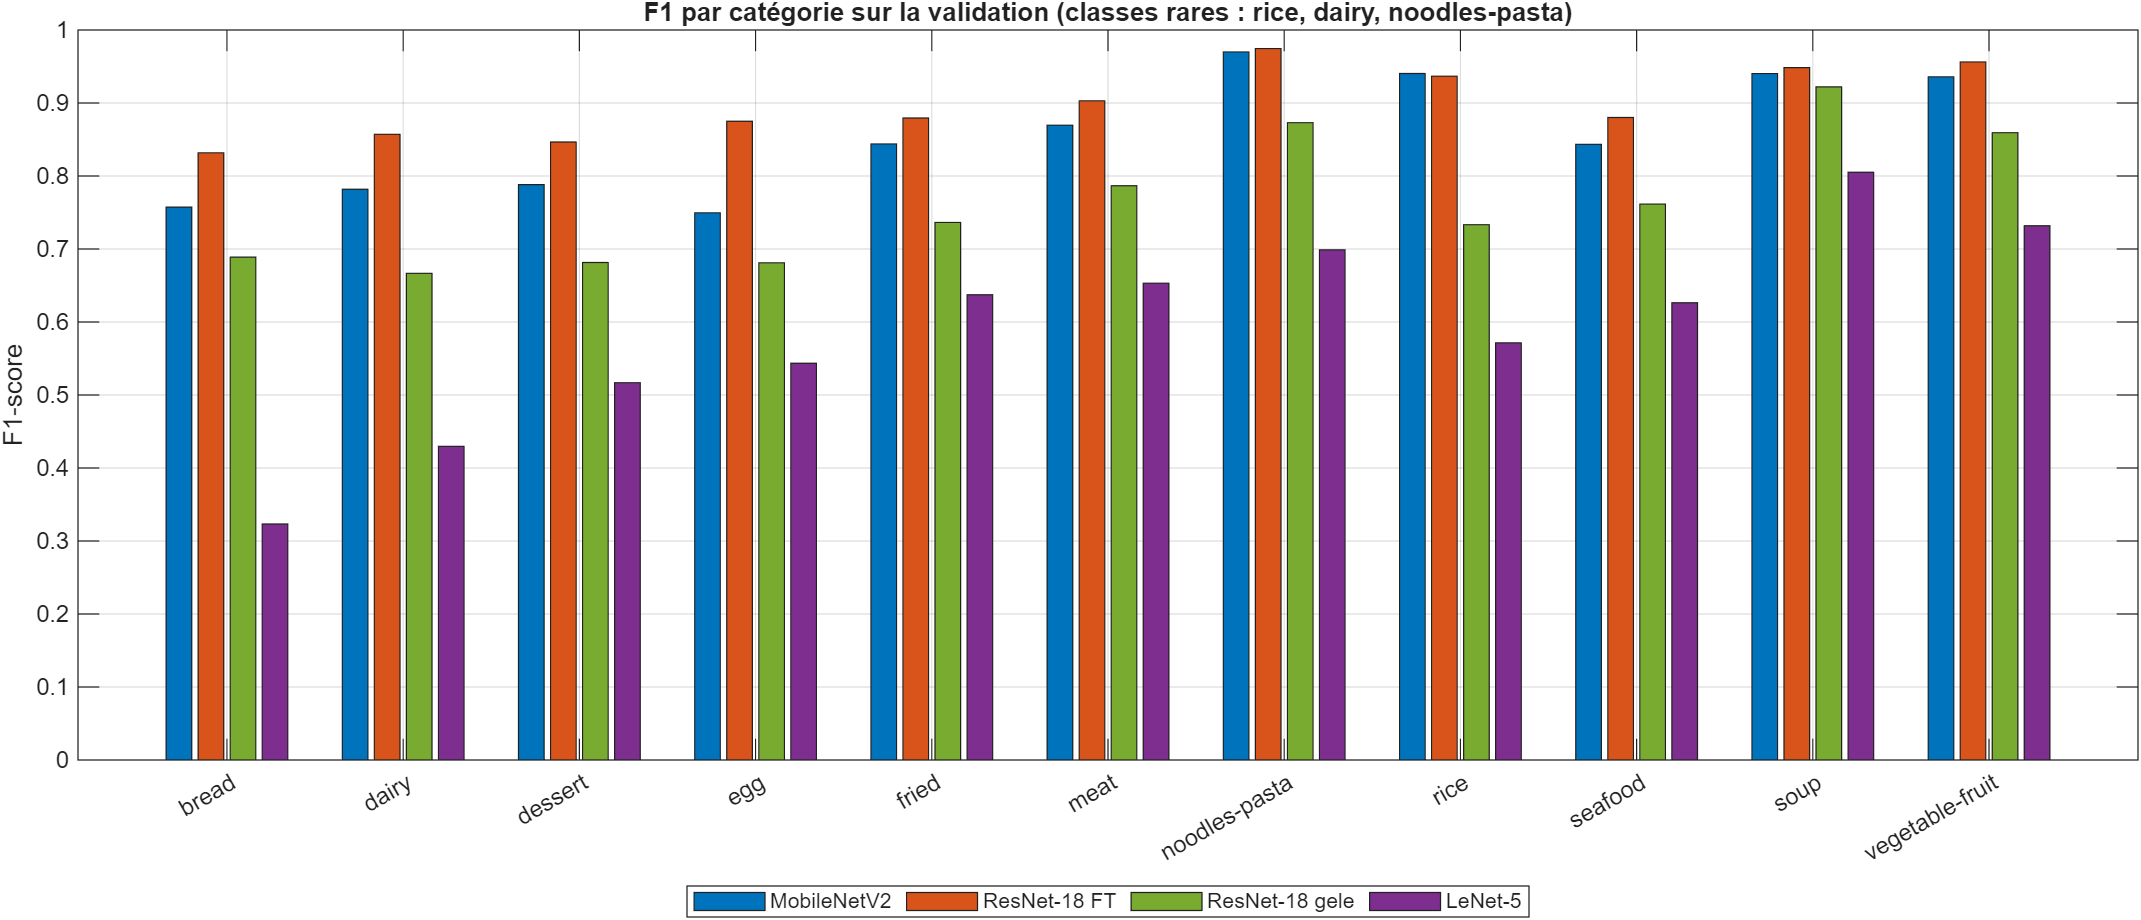 F1 par catégorie sur la validation (classes rares : rice, dairy, noodles-pasta)
F1-score
1
0.9
0.8
0.7
0.6
0.5
0.4
0.3
0.2
0.1
0
bread
dairy
dessert
egg
fried
meat
noodles-pasta
rice
seafood
soup
vegetable-fruit
MobileNetV2 ResNet-18 FT ResNet-18 gele LeNet-5